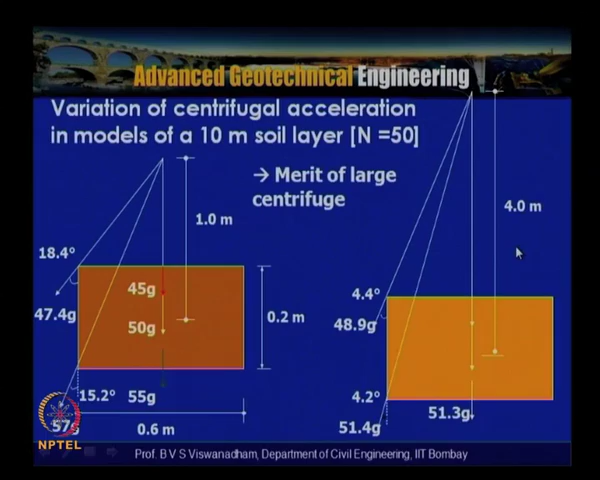 Advanced Geotechnical Engineering
Variation of centrifugal acceleration
in models of a 10 m soil layer [N =50]
→ Merit of large
centrifuge
1.0 m
4.0 m
18.4°
45g
47.4g
50g
0.2 m
4.4°
48.9g
15.2°
55g
57g
0.6 m
4.2°
51.3g
51.4g
NPTEL
Prof. B V S Viswanadham, Department of Civil Engineering, IIT Bombay